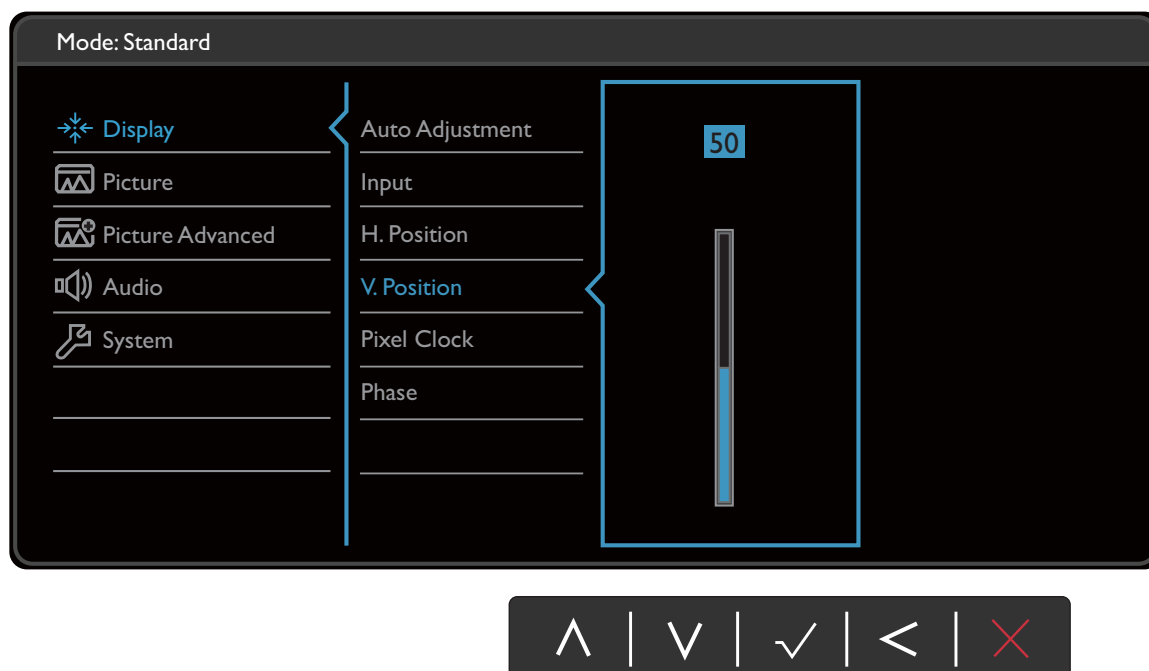 Mode: Standard
Display
Picture
Picture Advanced
Audio
System
Auto Adjustment
Input
H. Position
V. Position
Pixel Clock
Phase
50